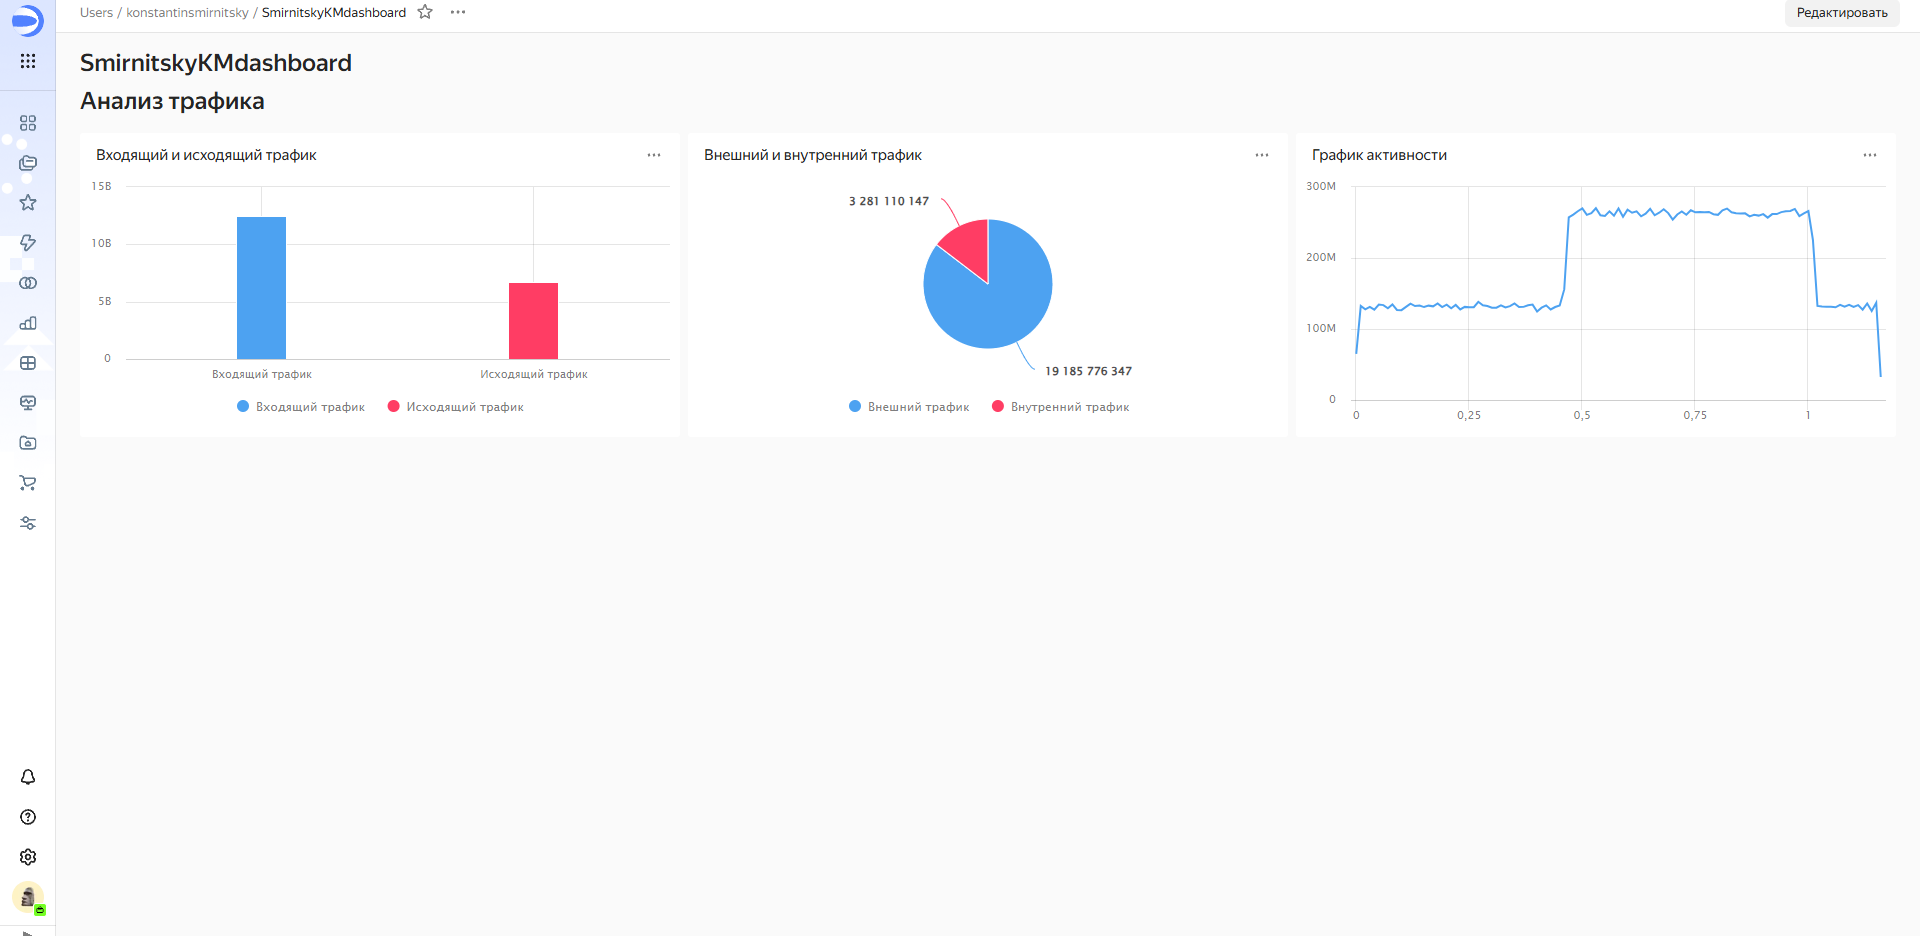 Users / konstantinsmirnitsky / SmirnitskyKMdashboard
Редактировать
SmirnitskyKMdashboard
Анализ трафика
Входящий и исходящий трафик
15B
10B
5B
0
Входящий трафик Исходящий трафик
Входящий трафик Исходящий трафик
Внешний и внутренний трафик
3 281 110 147
19 185 776 347
Внешний трафик Внутренний трафик
График активности
300M
200M
100M
0
0 0,25 0,5 0,75 1